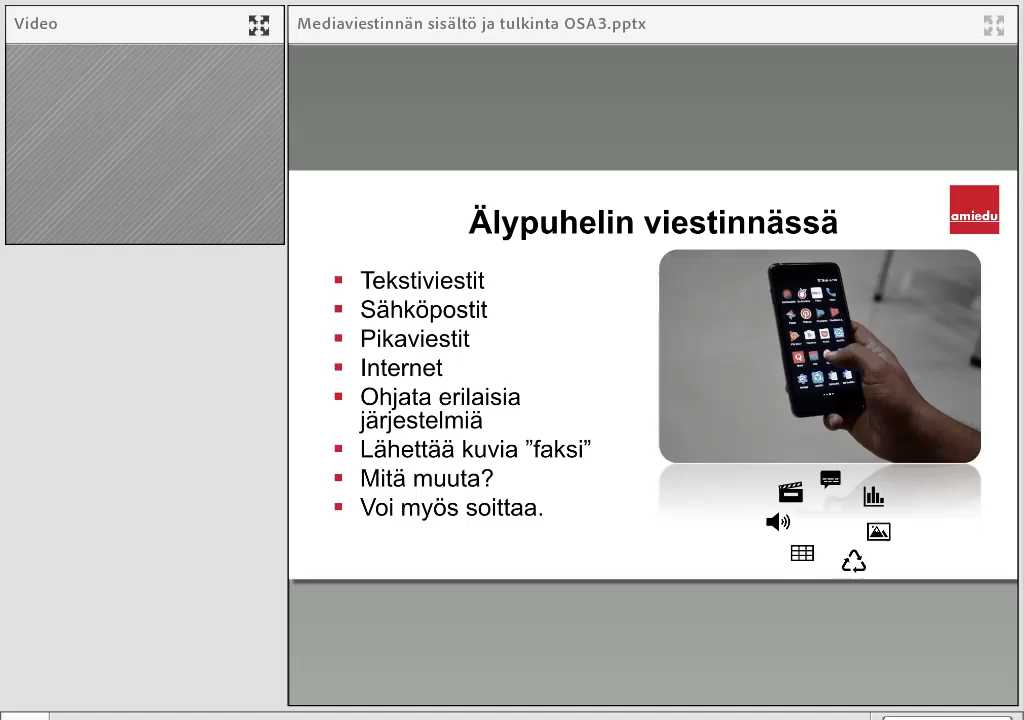 Video
Mediaviestinnän sisältö ja tulkinta OSA3.pptx
amiedu
Älypuhelin viestinnässä
Tekstiviestit
Sähköpostit
Pikaviestit
Internet
Ohjata erilaisia
järjestelmiä
Lähettää kuvia ”faksi”
Mitä muuta?
Voi myös soittaa.